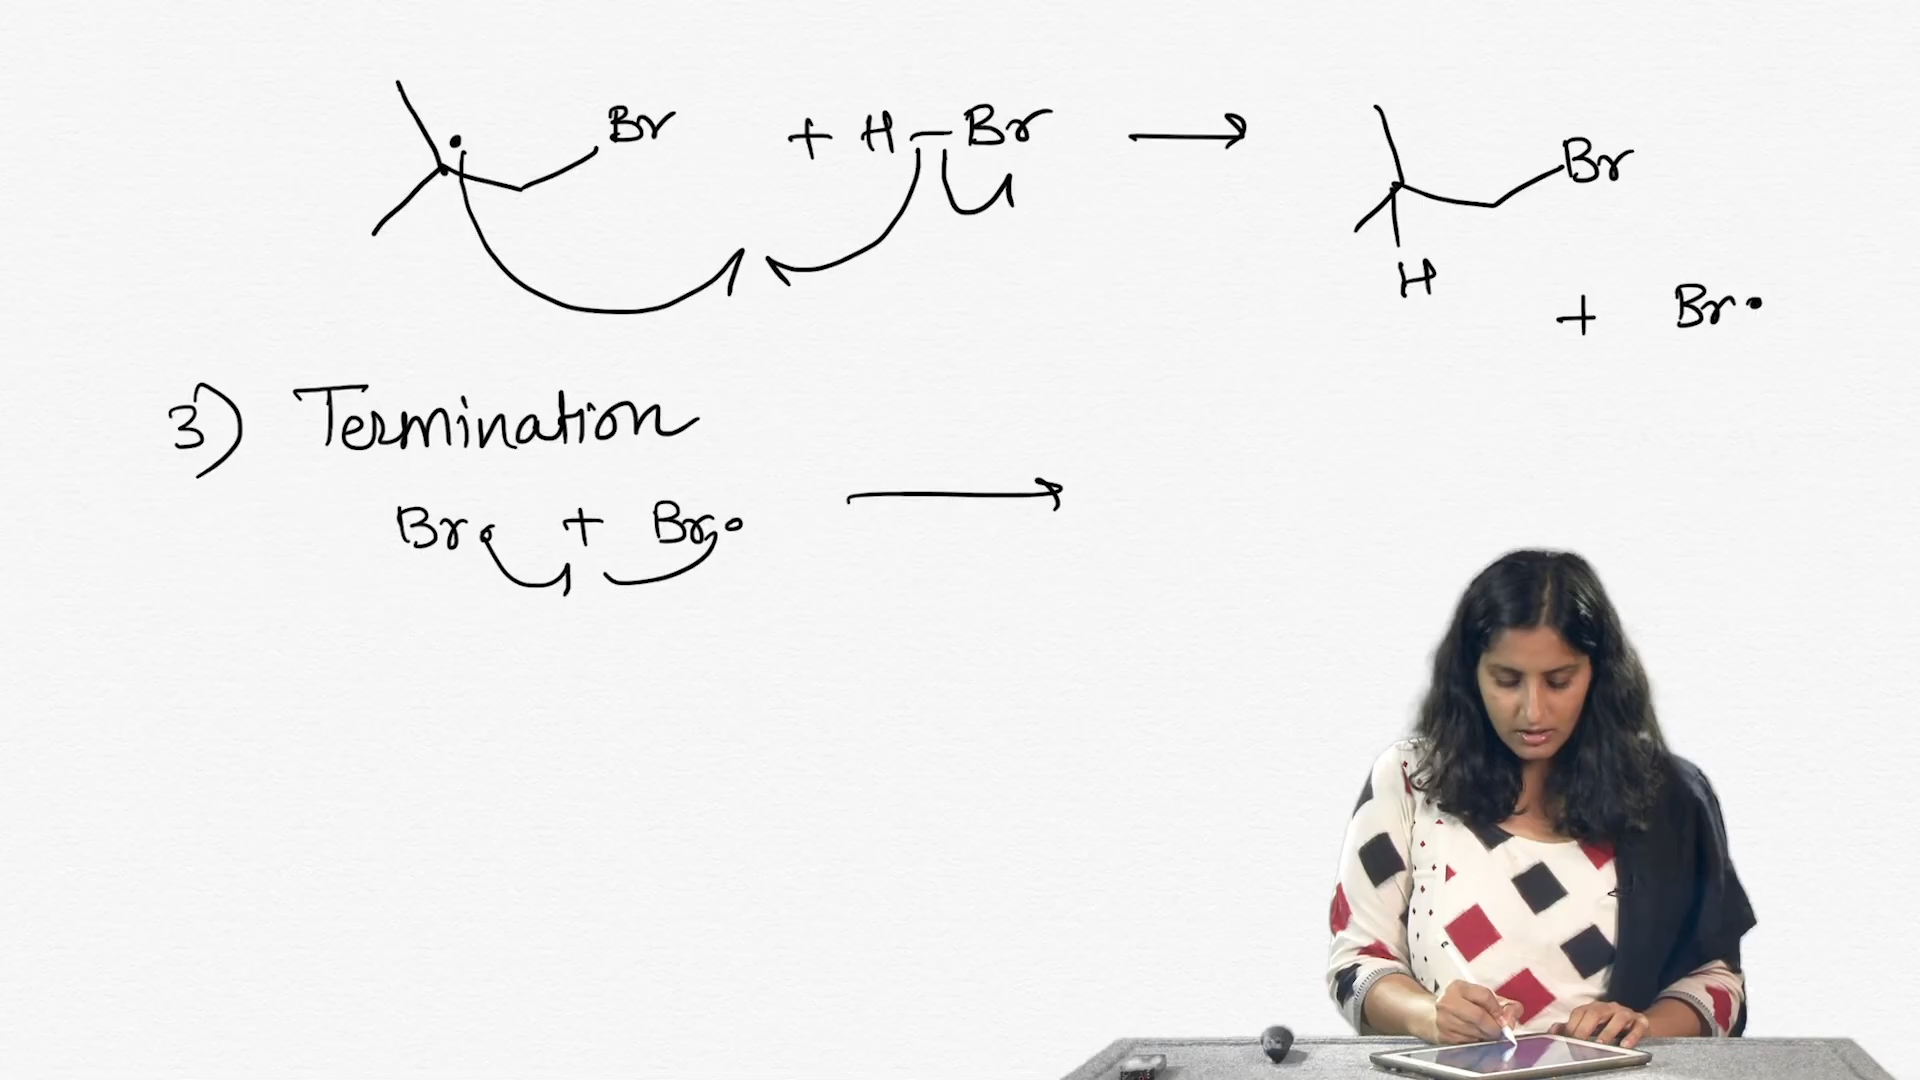 Br + H-Br → Br
H
+ Br•
3) Termination
Br• + Br• →